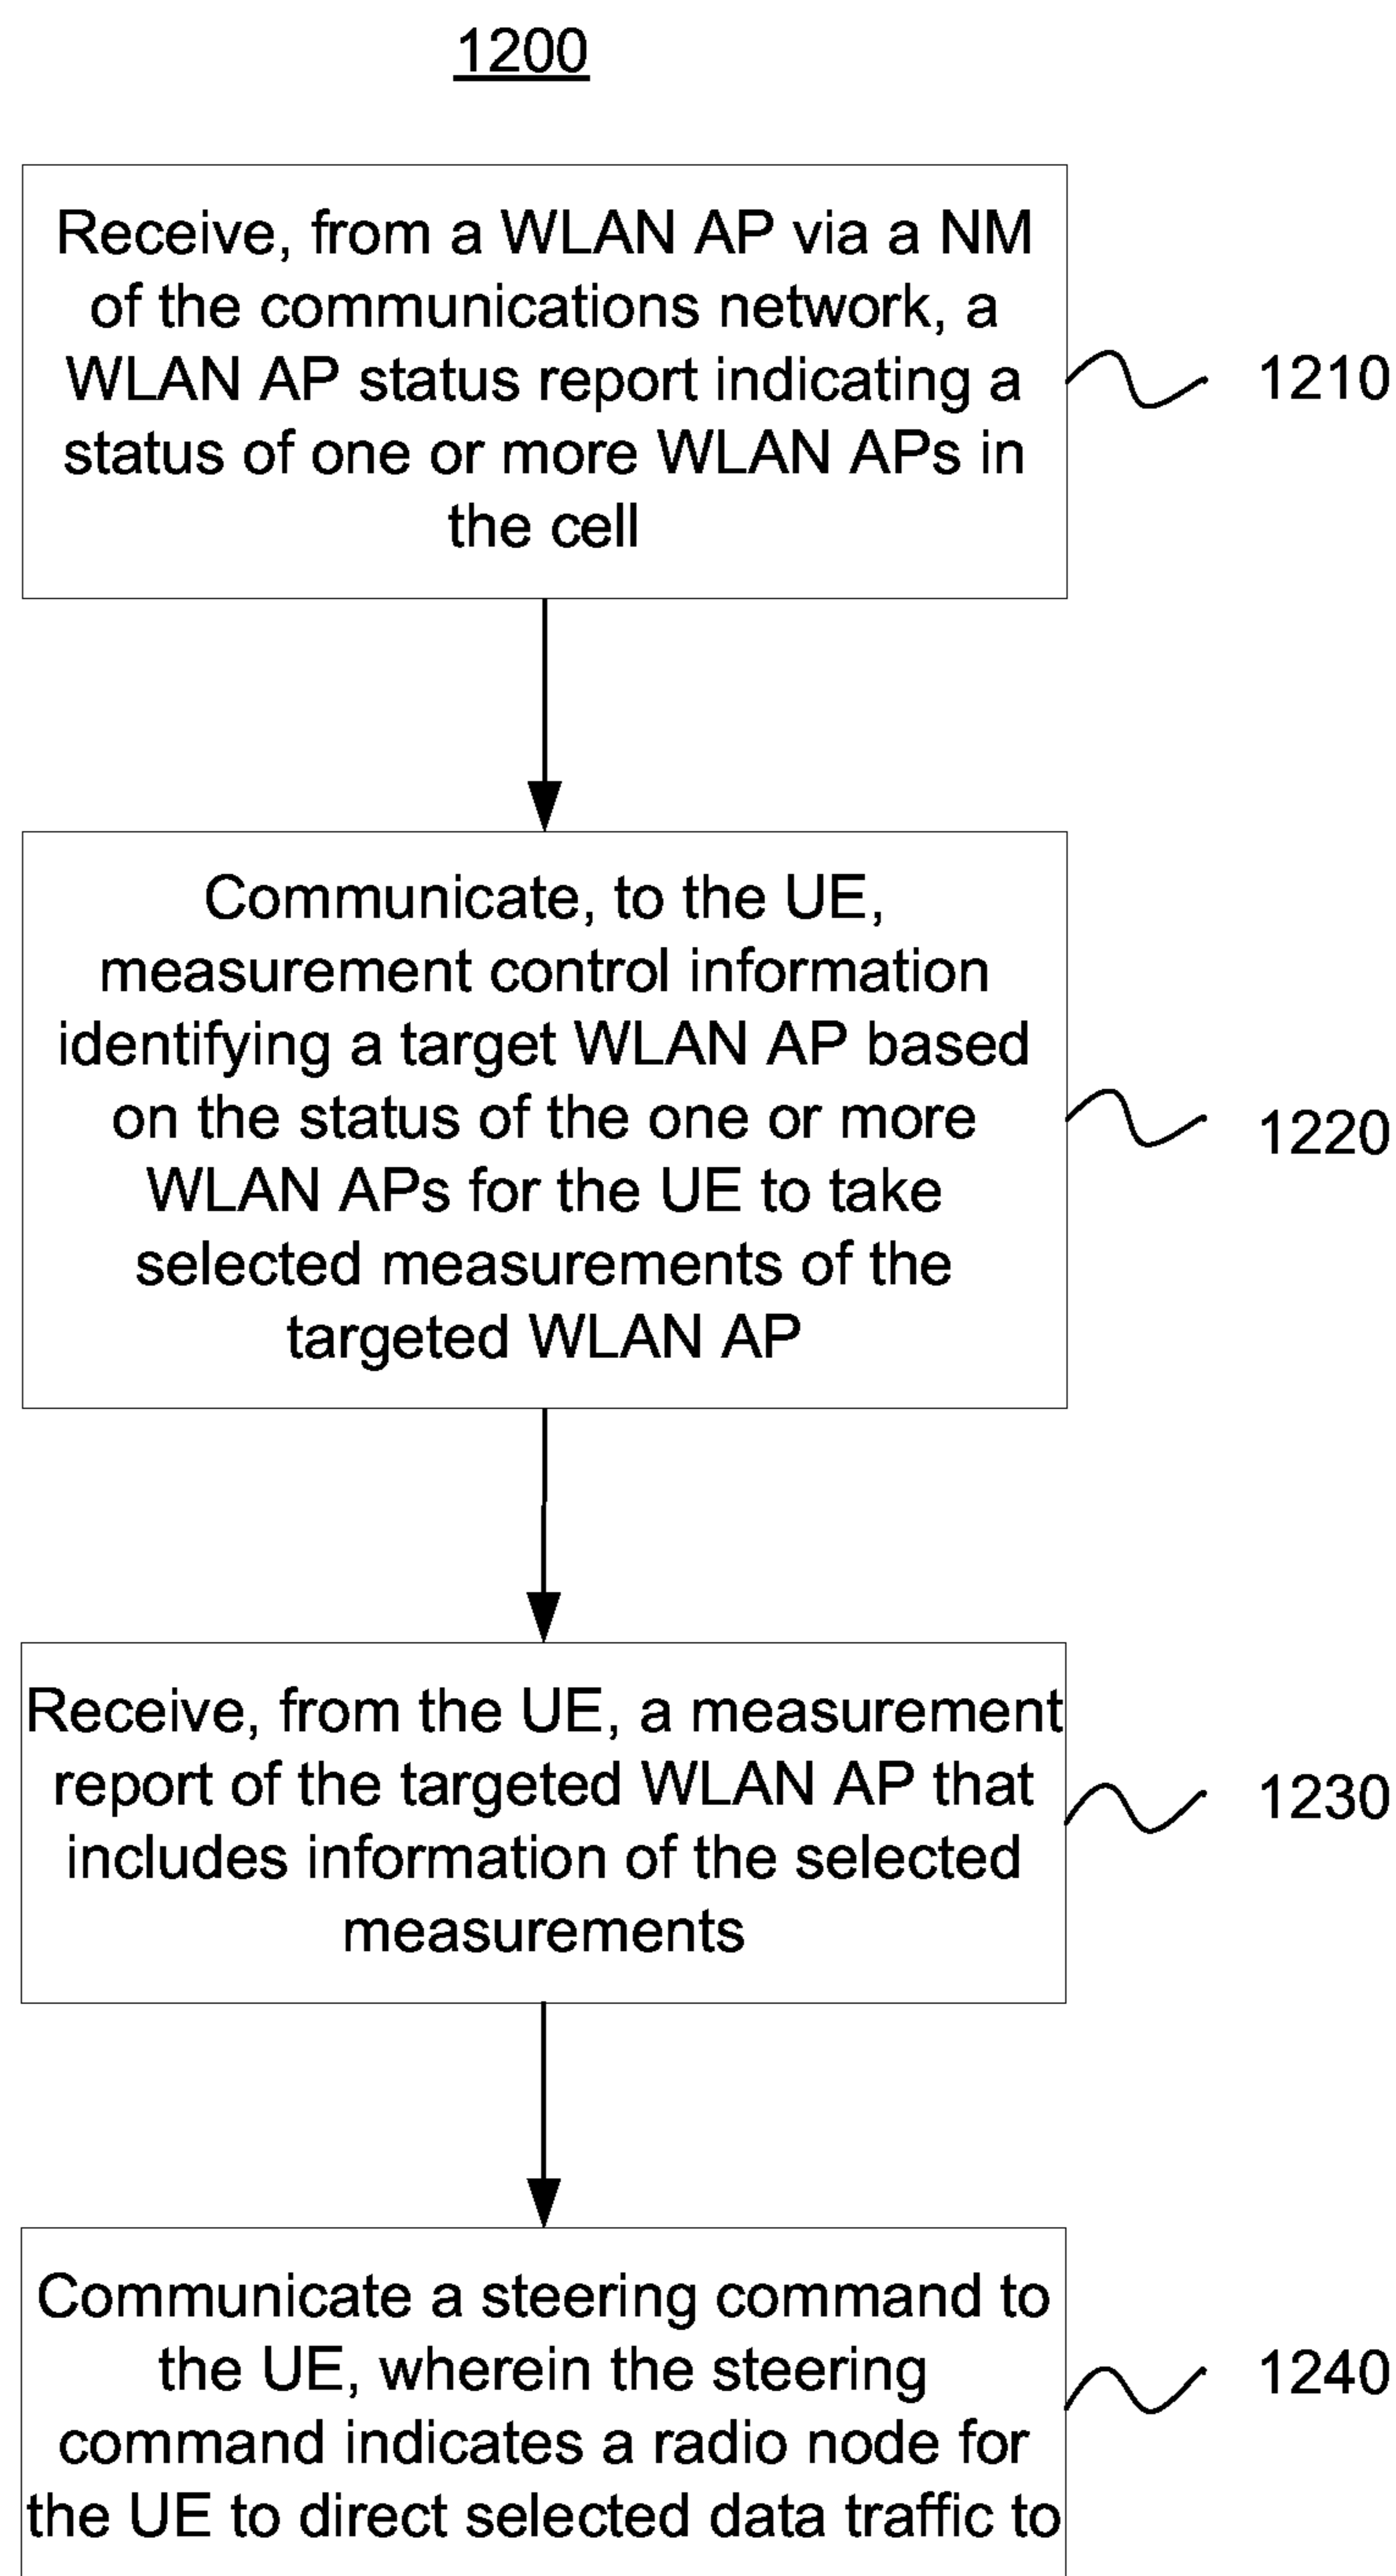 1200
Receive, from a WLAN AP via a NM
of the communications network, a
WLAN AP status report indicating a
status of one or more WLAN APs in
the cell
1210
Communicate, to the UE,
measurement control information
identifying a target WLAN AP based
on the status of the one or more
WLAN APs for the UE to take
selected measurements of the
targeted WLAN AP
1220
Receive, from the UE, a measurement
report of the targeted WLAN AP that
includes information of the selected
measurements
1230
Communicate a steering command to
the UE, wherein the steering
command indicates a radio node for
the UE to direct selected data traffic to
1240